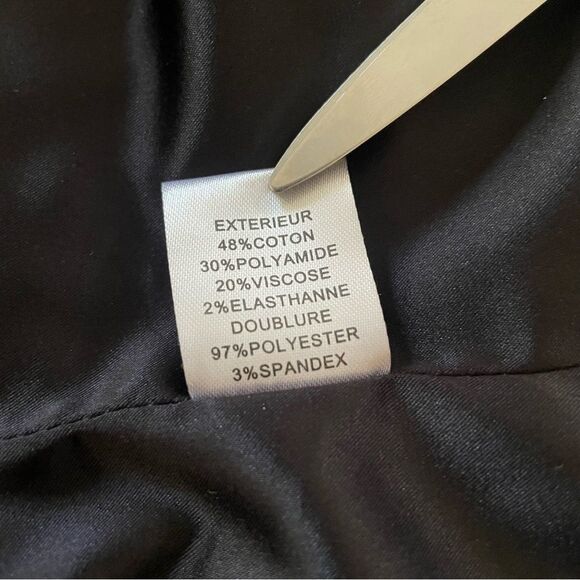 EXTERIEUR
48%COTON
30%POLYAMIDE
20%VISCOSE
2%ELASTHANNE
DOUBLURE
97%POLYESTER
3%SPANDEX